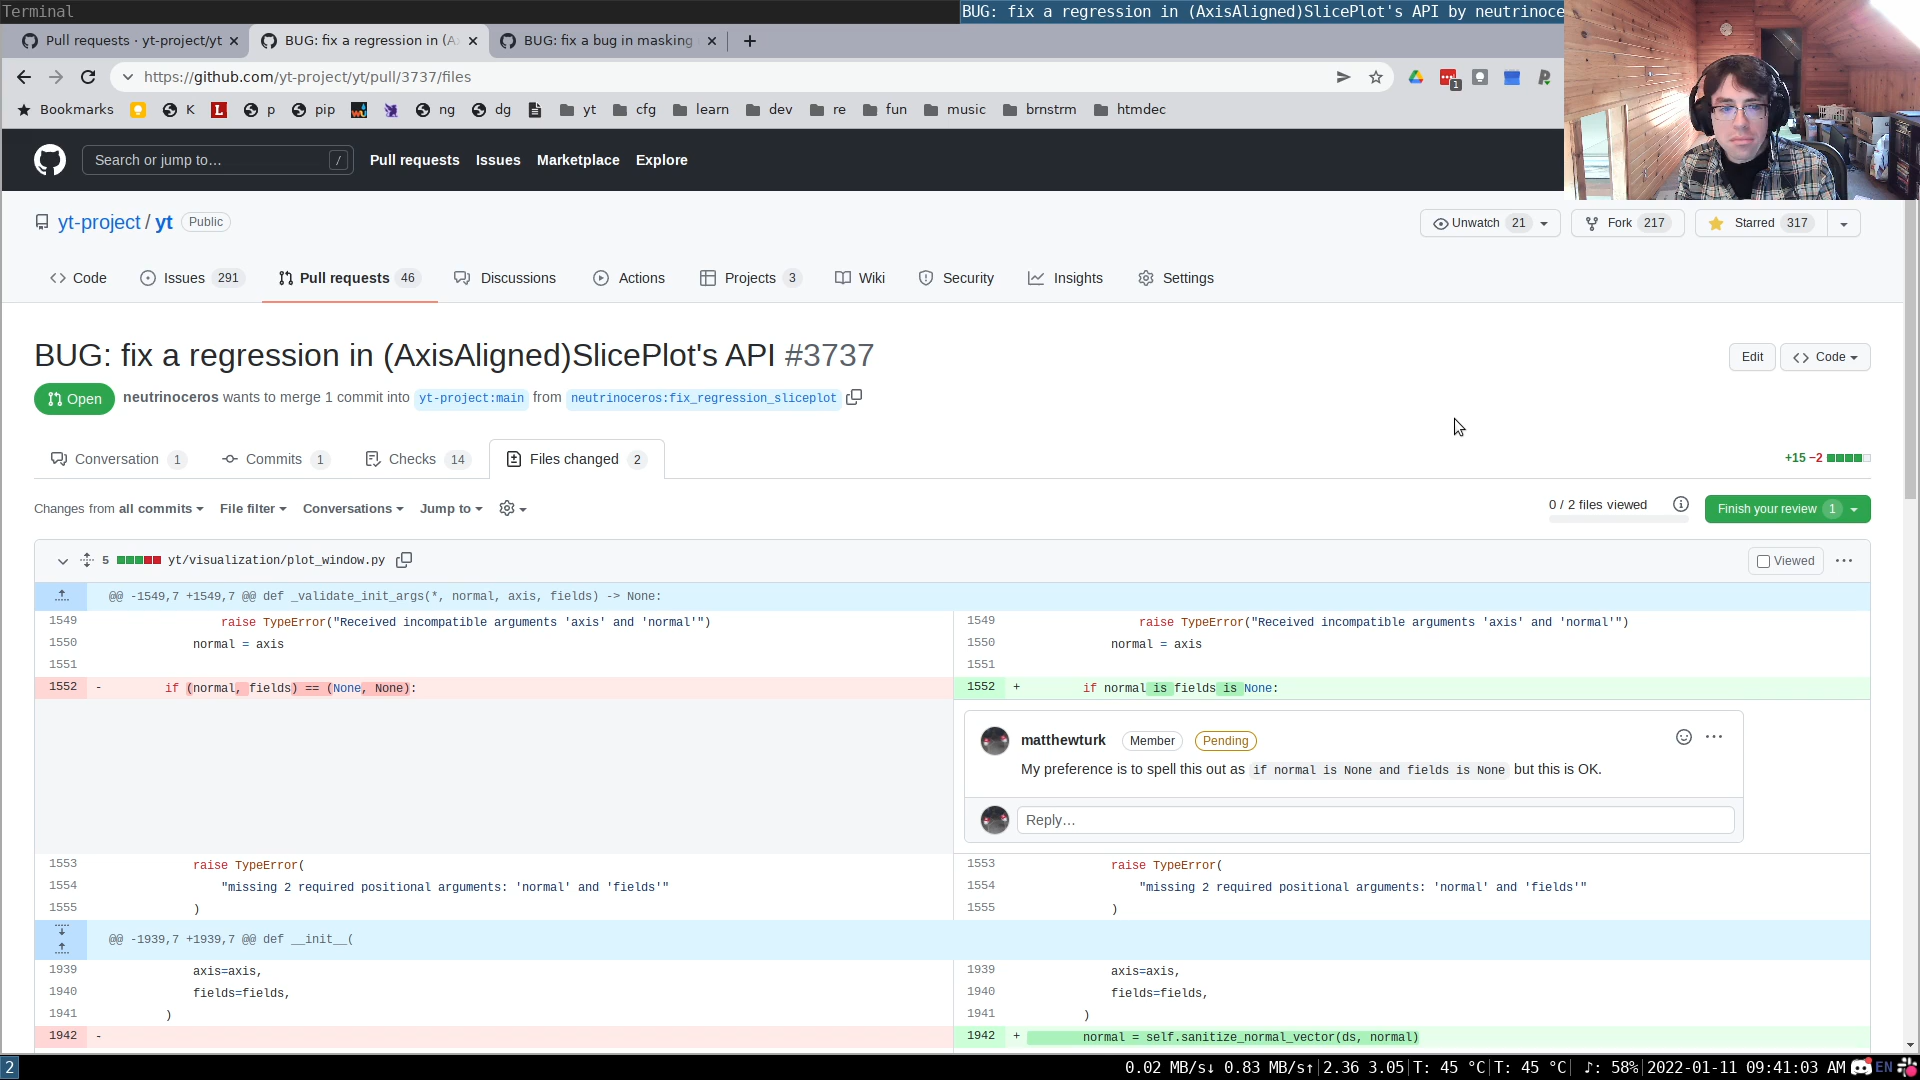 Terminal
BUG: fix a regression in (AxisAligned)SlicePlot's API by neutrinoce
Pull requests · yt-project/yt
BUG: fix a regression in (A
BUG: fix a bug in masking
https://github.com/yt-project/yt/pull/3737/files
1
Bookmarks K L p pip wu ng dg yt cfg learn dev re fun music brnstrm htmdec
Search or jump to… /
Pull requests Issues Marketplace Explore
yt-project / yt Public
Unwatch 21 Fork 217 Starred 317
Code Issues 291 Pull requests 46 Discussions Actions Projects 3 Wiki Security Insights Settings
BUG: fix a regression in (AxisAligned)SlicePlot's API #3737
Edit Code
Open neutrinoceros wants to merge 1 commit into yt-project:main from neutrinoceros:fix_regression_sliceplot
Conversation 1 Commits 1 Checks 14 Files changed 2
+15 −2
Changes from all commits File filter Conversations Jump to
0 / 2 files viewed Finish your review 1
5 yt/visualization/plot_window.py Viewed
@@ -1549,7 +1549,7 @@ def _validate_init_args(*, normal, axis, fields) -> None:
1549 raise TypeError("Received incompatible arguments 'axis' and 'normal'") 1549 raise TypeError("Received incompatible arguments 'axis' and 'normal'")
1550 normal = axis 1550 normal = axis
1551 1551
1552 - if (normal, fields) == (None, None): 1552 + if normal is fields is None:
matthewturk Member Pending
My preference is to spell this out as if normal is None and fields is None but this is OK.
Reply…
1553 raise TypeError( 1553 raise TypeError(
1554 "missing 2 required positional arguments: 'normal' and 'fields'" 1554 "missing 2 required positional arguments: 'normal' and 'fields'"
1555 ) 1555 )
@@ -1939,7 +1939,7 @@ def __init__(
1939 axis=axis, 1939 axis=axis,
1940 fields=fields, 1940 fields=fields,
1941 ) 1941 )
1942 - 1942 + normal = self.sanitize_normal_vector(ds, normal)
2 0.02 MB/s↓ 0.83 MB/s↑ | 2.36 3.05 | T: 45 °C | T: 45 °C | ♪: 58% | 2022-01-11 09:41:03 AM EN